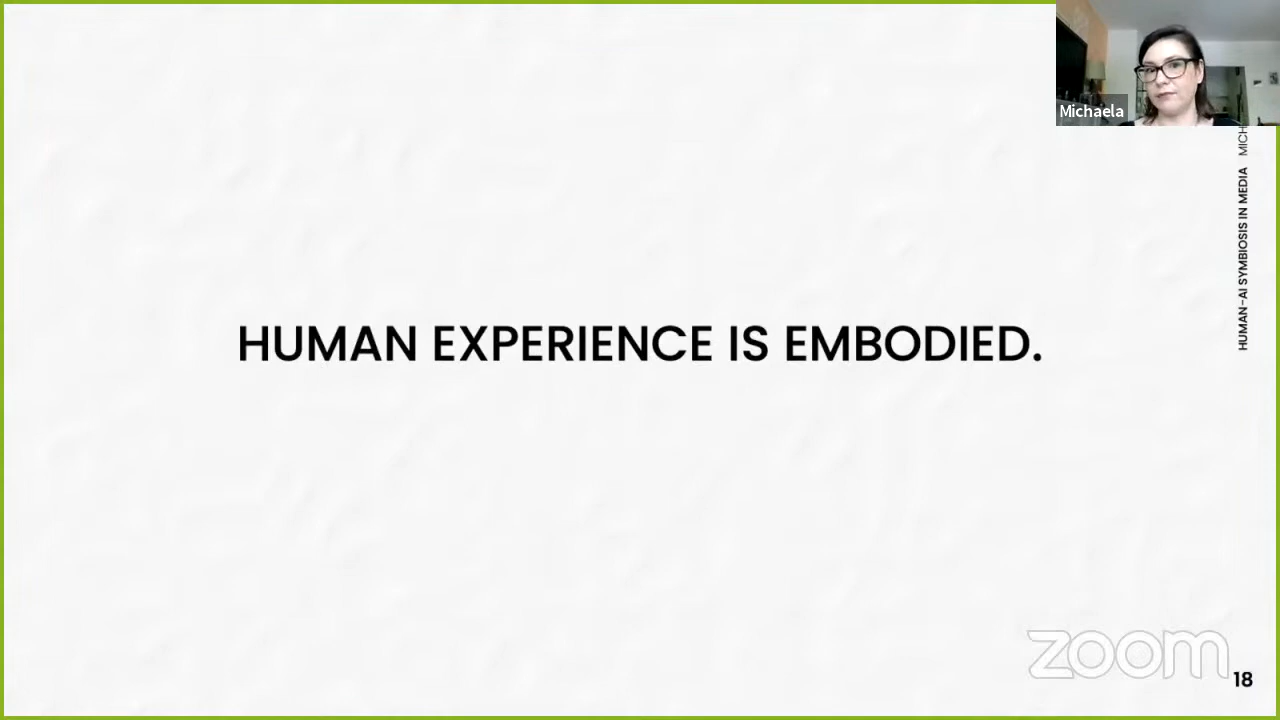 Michaela
HUMAN EXPERIENCE IS EMBODIED.
HUMAN-AI SYMBIOSIS IN MEDIA
zoom
18